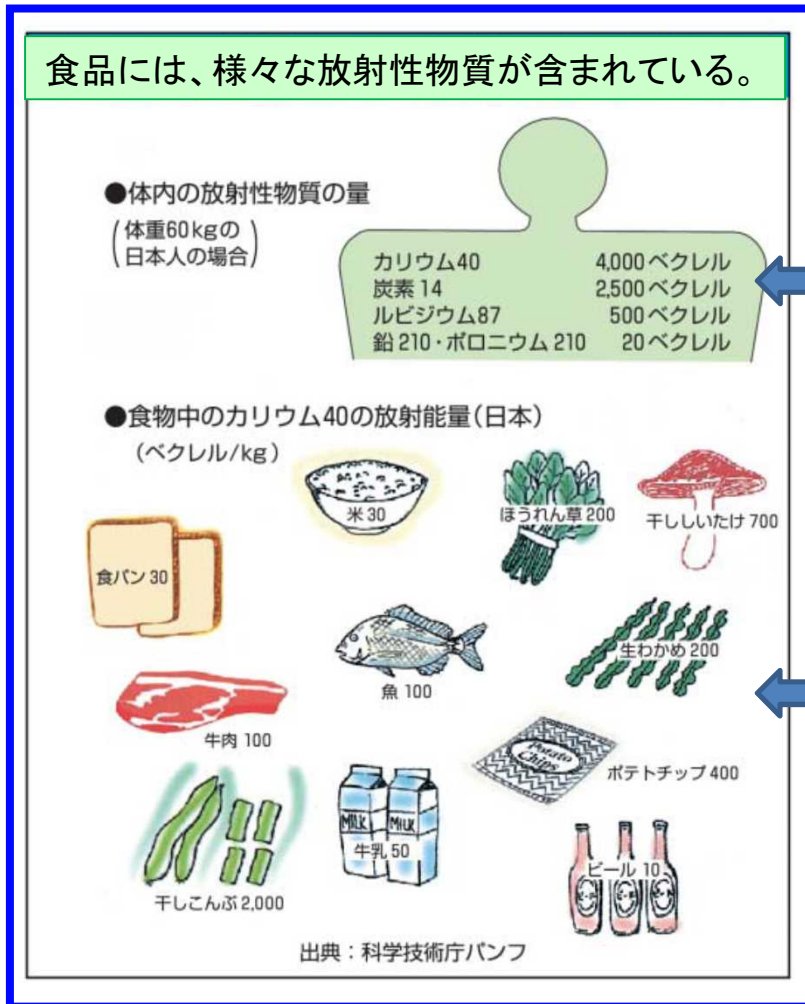 食品には、様々な放射性物質が含まれている。
●体内の放射性物質の量
(体重60kgの
日本人の場合)
カリウム40 4,000ベクレル
炭素14 2,500ベクレル
ルビジウム87 500ベクレル
鉛210・ポロニウム210 20ベクレル
●食物中のカリウム40の放射能量(日本)
(ベクレル/kg)
米30
ほうれん草200
干ししいたけ700
食パン30
魚100
生わかめ200
牛肉100
Potato
Chips
ポテトチップ400
MILK
MILK
牛乳50
ビール10
干しこんぶ2,000
出典:科学技術庁パンフ